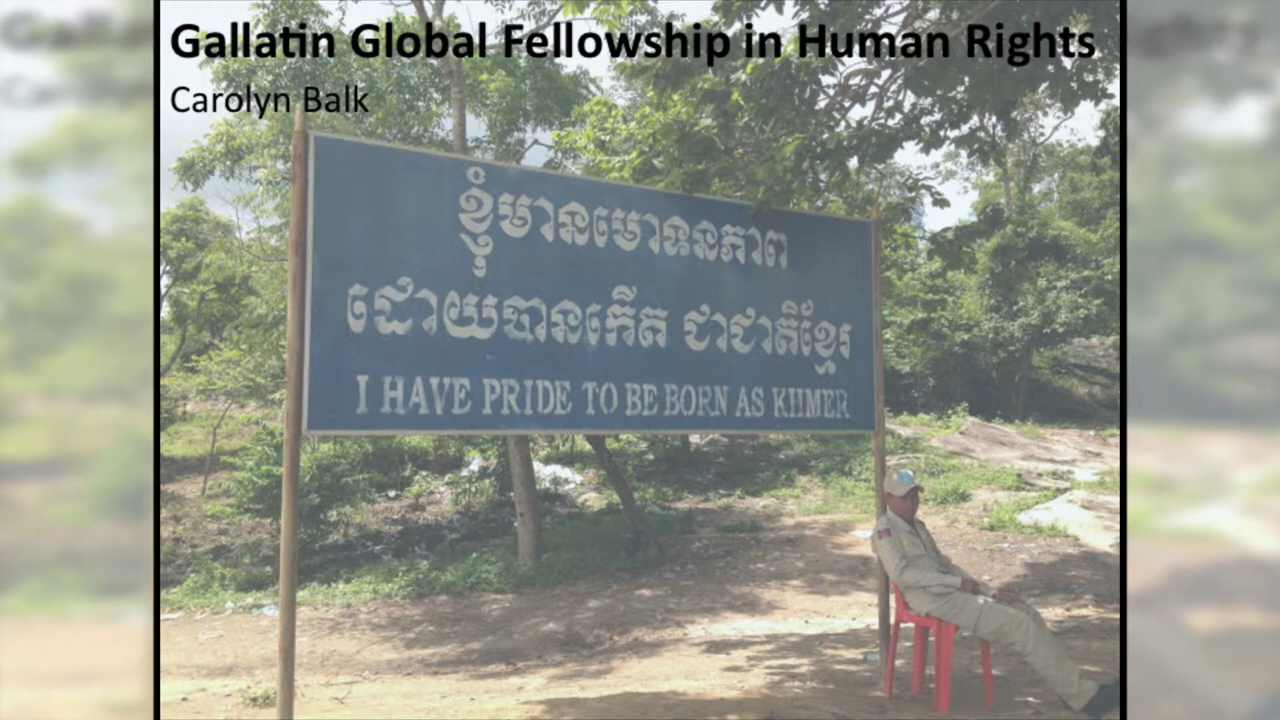 Gallatin Global Fellowship in Human Rights
Carolyn Balk
ខ្ញុំមានមោទនភាព
ដោយបានកើត ជាជាតិខ្មែរ
I HAVE PRIDE TO BE BORN AS KHMER